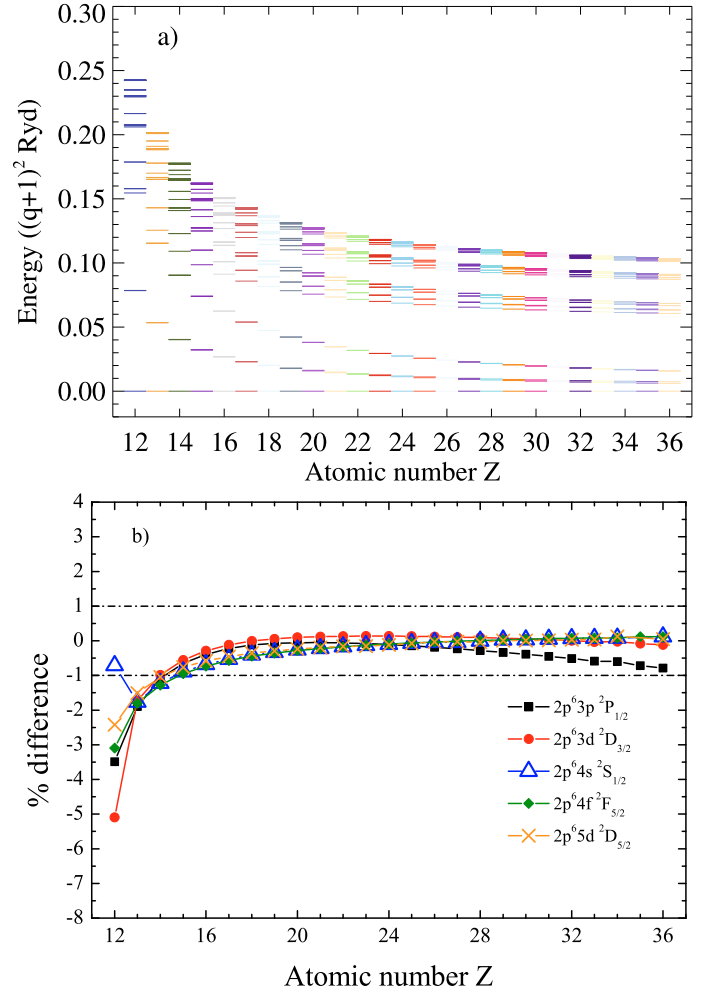 a)
Energy ((q+1)² Ryd)
0.30
0.25
0.20
0.15
0.10
0.05
0.00
12 14 16 18 20 22 24 26 28 30 32 34 36
Atomic number Z
b)
% difference
4
3
2
1
0
-1
-2
-3
-4
-5
-6
-7
-8
2p⁶3p ²P₁/₂
2p⁶3d ²D₃/₂
2p⁶4s ²S₁/₂
2p⁶4f ²F₅/₂
2p⁶5d ²D₅/₂
12 16 20 24 28 32 36
Atomic number Z